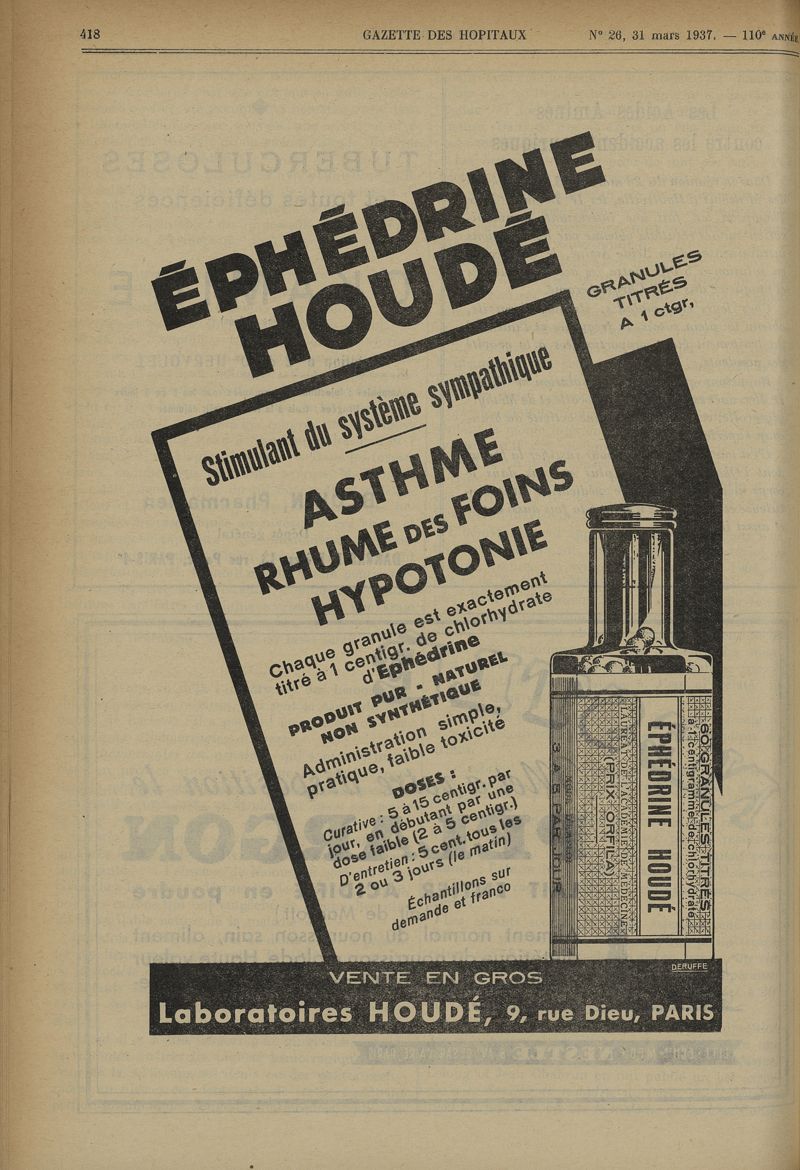 418 GAZETTE DES HOPITAUX N° 26, 31 mars 1937. — 110e ANNÉE
ÉPHÉDRINE
HOUDÉ
GRANULES
TITRÉS
A 1 ctgr,
Stimulant du système sympathique
ASTHME
RHUME DES FOINS
HYPOTONIE
Chaque granule est exactement
titré à 1 centigr. de chlorhydrate
d'Ephédrine
PRODUIT PUR - NATUREL
NON SYNTHÉTIQUE
Administration simple,
pratique, faible toxicité
DOSES :
Curative : 5 à 15 centigr. par
jour, en débutant par une
dose faible (2 à 5 centigr.)
D'entretien : 5 cent. tous les
2 ou 3 jours (le matin)
Échantillons sur
demande et franco
60 GRANULES TITRÉS
à 1 centigramme de chlorhydrate
ÉPHÉDRINE HOUDÉ
LAURÉAT DE L'ACADÉMIE DE MÉDECINE
(PRIX ORFILA)
3 A 8 PAR JOUR
DERUFFE
VENTE EN GROS
Laboratoires HOUDÉ, 9, rue Dieu, PARIS